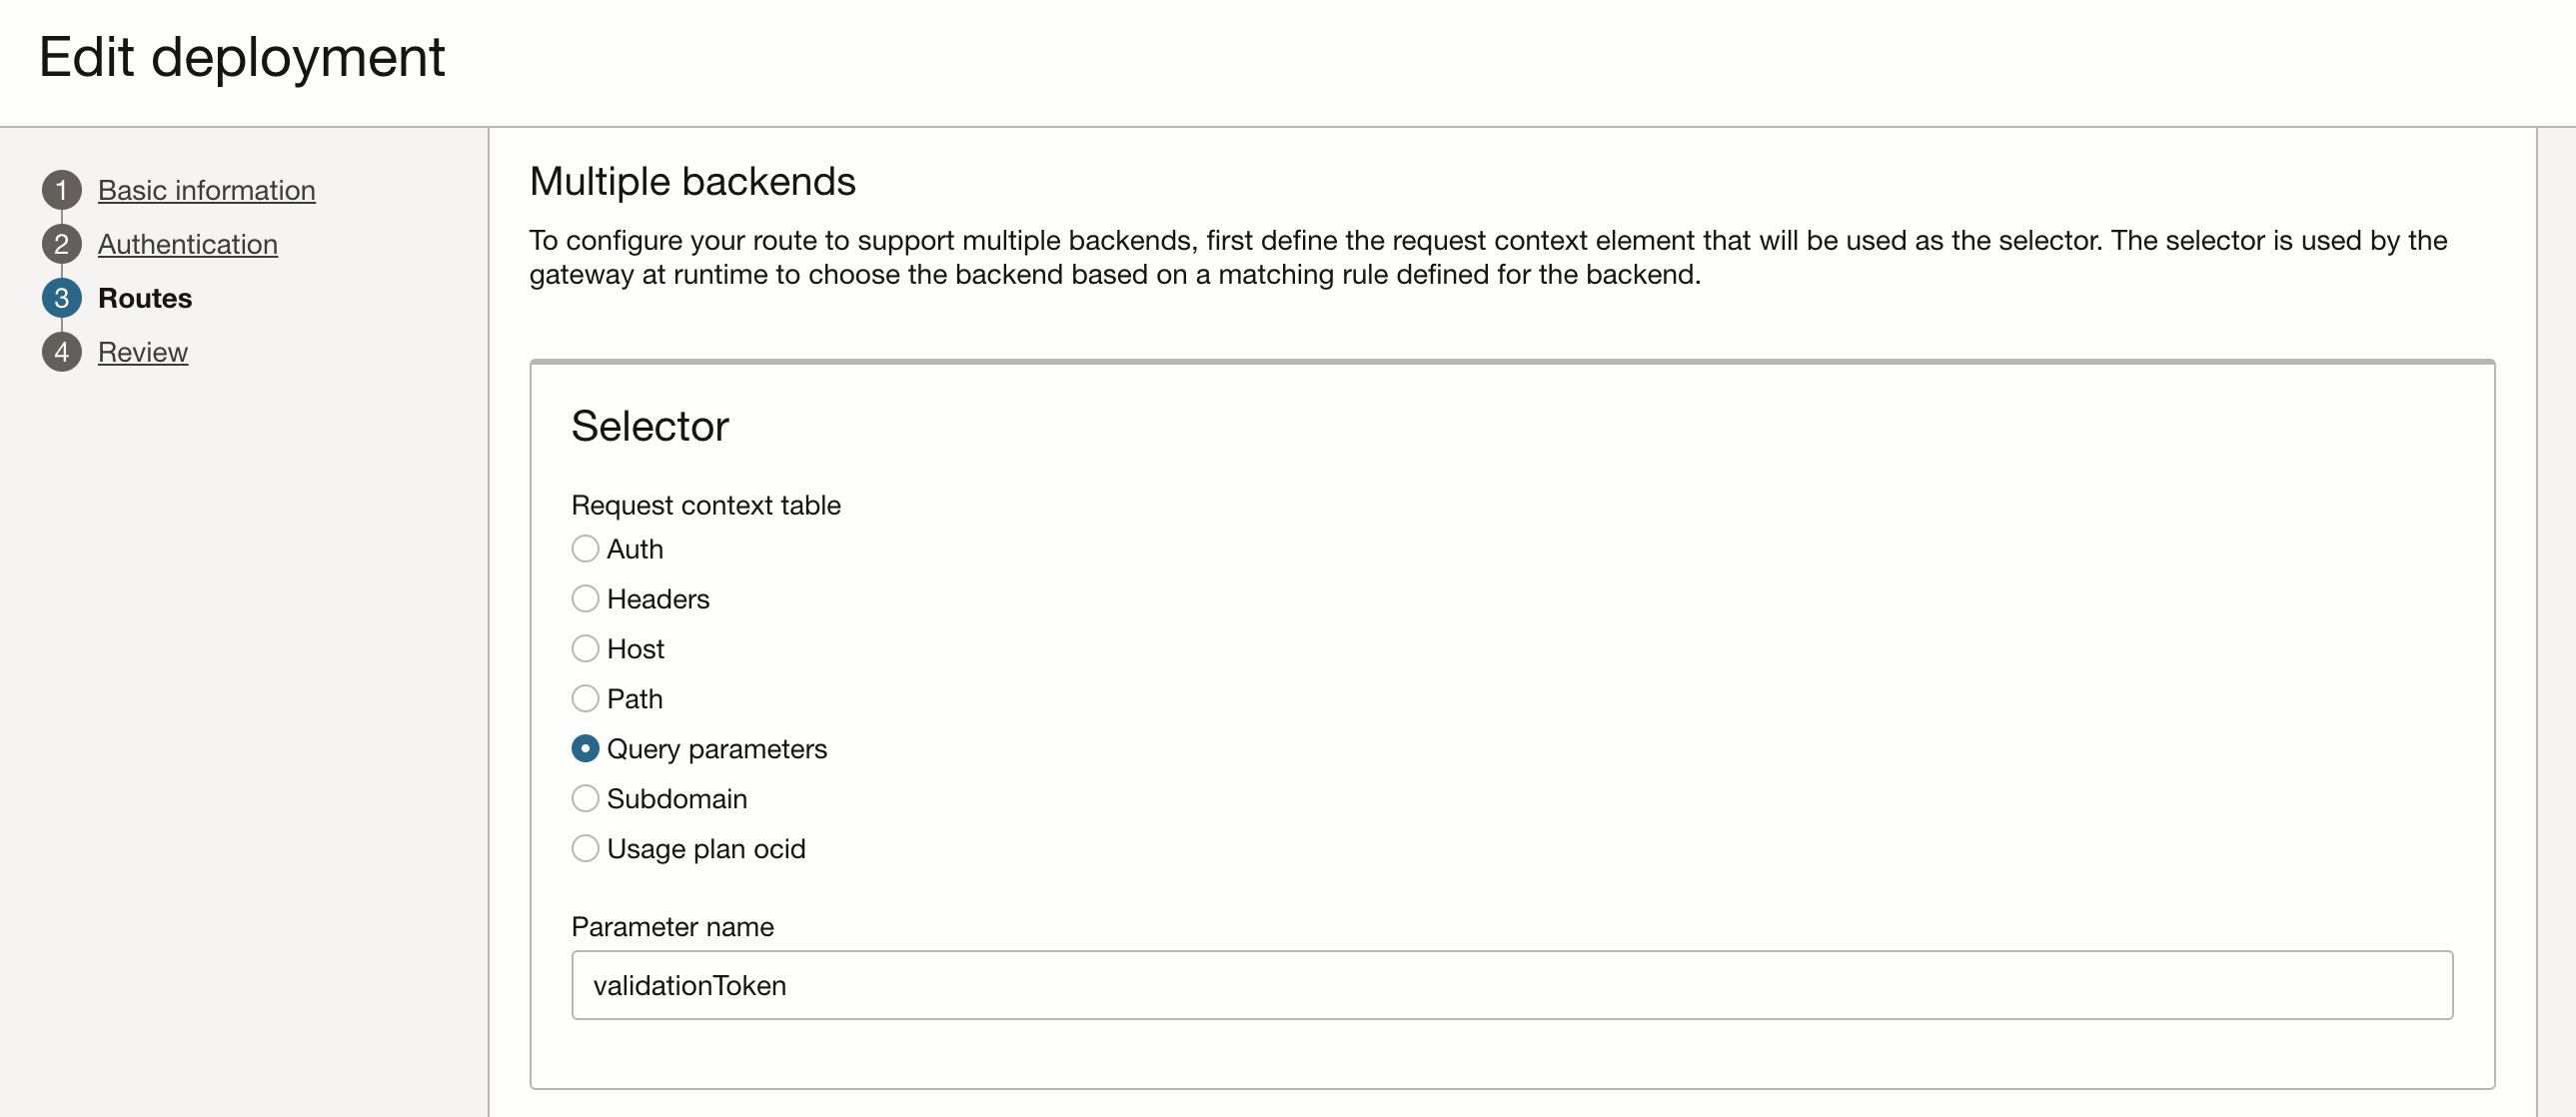 Edit deployment
1 Basic information
2 Authentication
3 Routes
4 Review
Multiple backends
To configure your route to support multiple backends, first define the request context element that will be used as the selector. The selector is used by the
gateway at runtime to choose the backend based on a matching rule defined for the backend.
Selector
Request context table
Auth
Headers
Host
Path
Query parameters
Subdomain
Usage plan ocid
Parameter name
validationToken